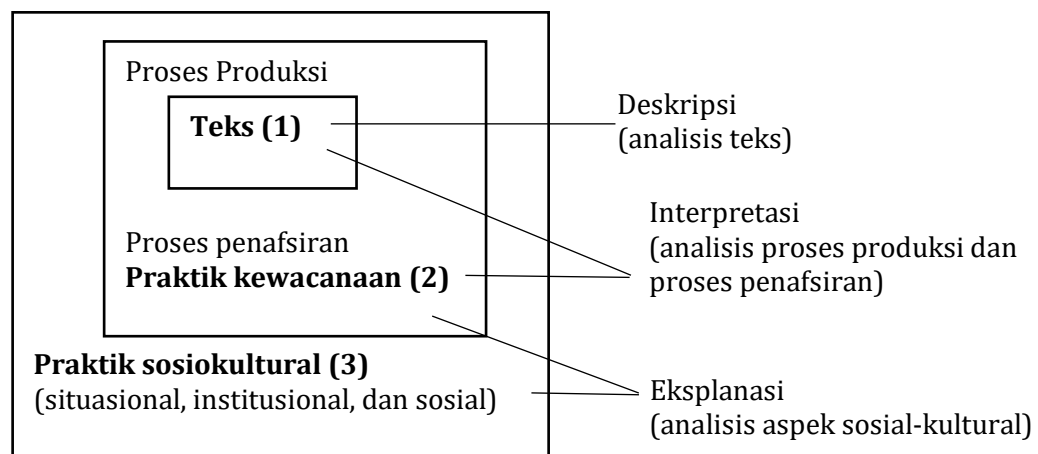 Proses Produksi
Teks (1)
Deskripsi
(analisis teks)
Interpretasi
(analisis proses produksi dan
proses penafsiran)
Proses penafsiran
Praktik kewacanaan (2)
Praktik sosiokultural (3)
(situasional, institusional, dan sosial)
Eksplanasi
(analisis aspek sosial-kultural)